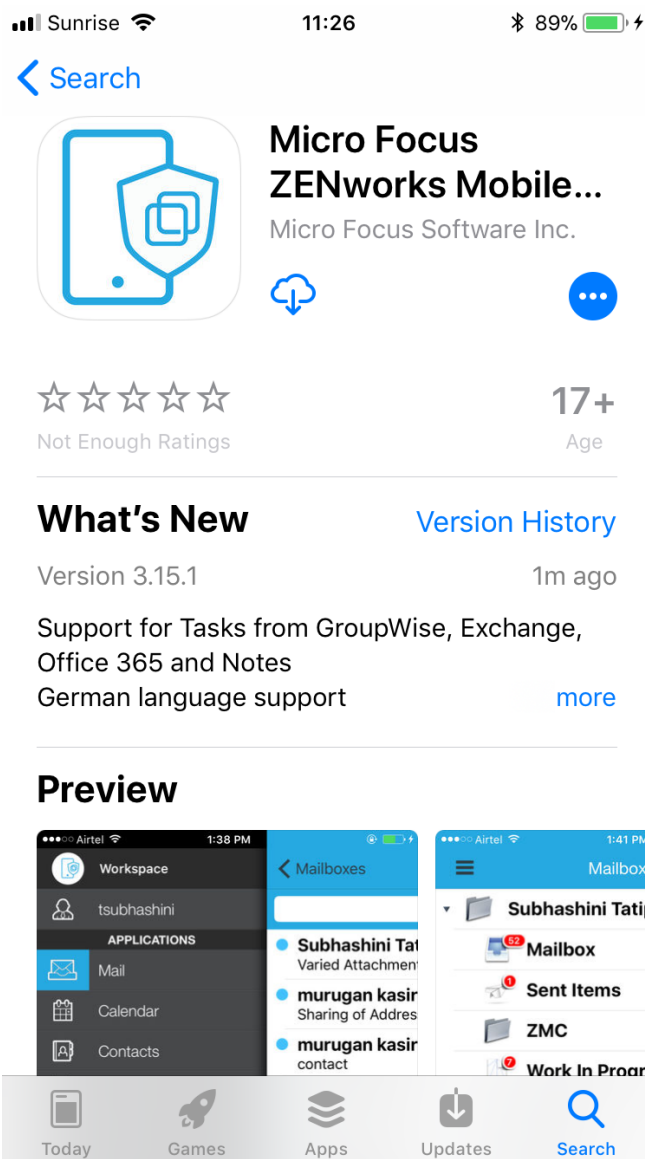 Sunrise 11:26 89%
Search
Micro Focus
ZENworks Mobile...
Micro Focus Software Inc.
17+
Not Enough Ratings Age
What's New Version History
Version 3.15.1 1m ago
Support for Tasks from GroupWise, Exchange,
Office 365 and Notes
German language support more
Preview
Airtel 1:38 PM
Workspace
tsubhashini
APPLICATIONS
Mail
Calendar
Contacts
Mailboxes
Subhashini Tat
Varied Attachment
murugan kasir
Sharing of Addres
murugan kasir
contact
Airtel 1:41 PM
Mailbox
Subhashini Tati
52
Mailbox
1
Sent Items
ZMC
Work In Progr
Today Games Apps Updates Search